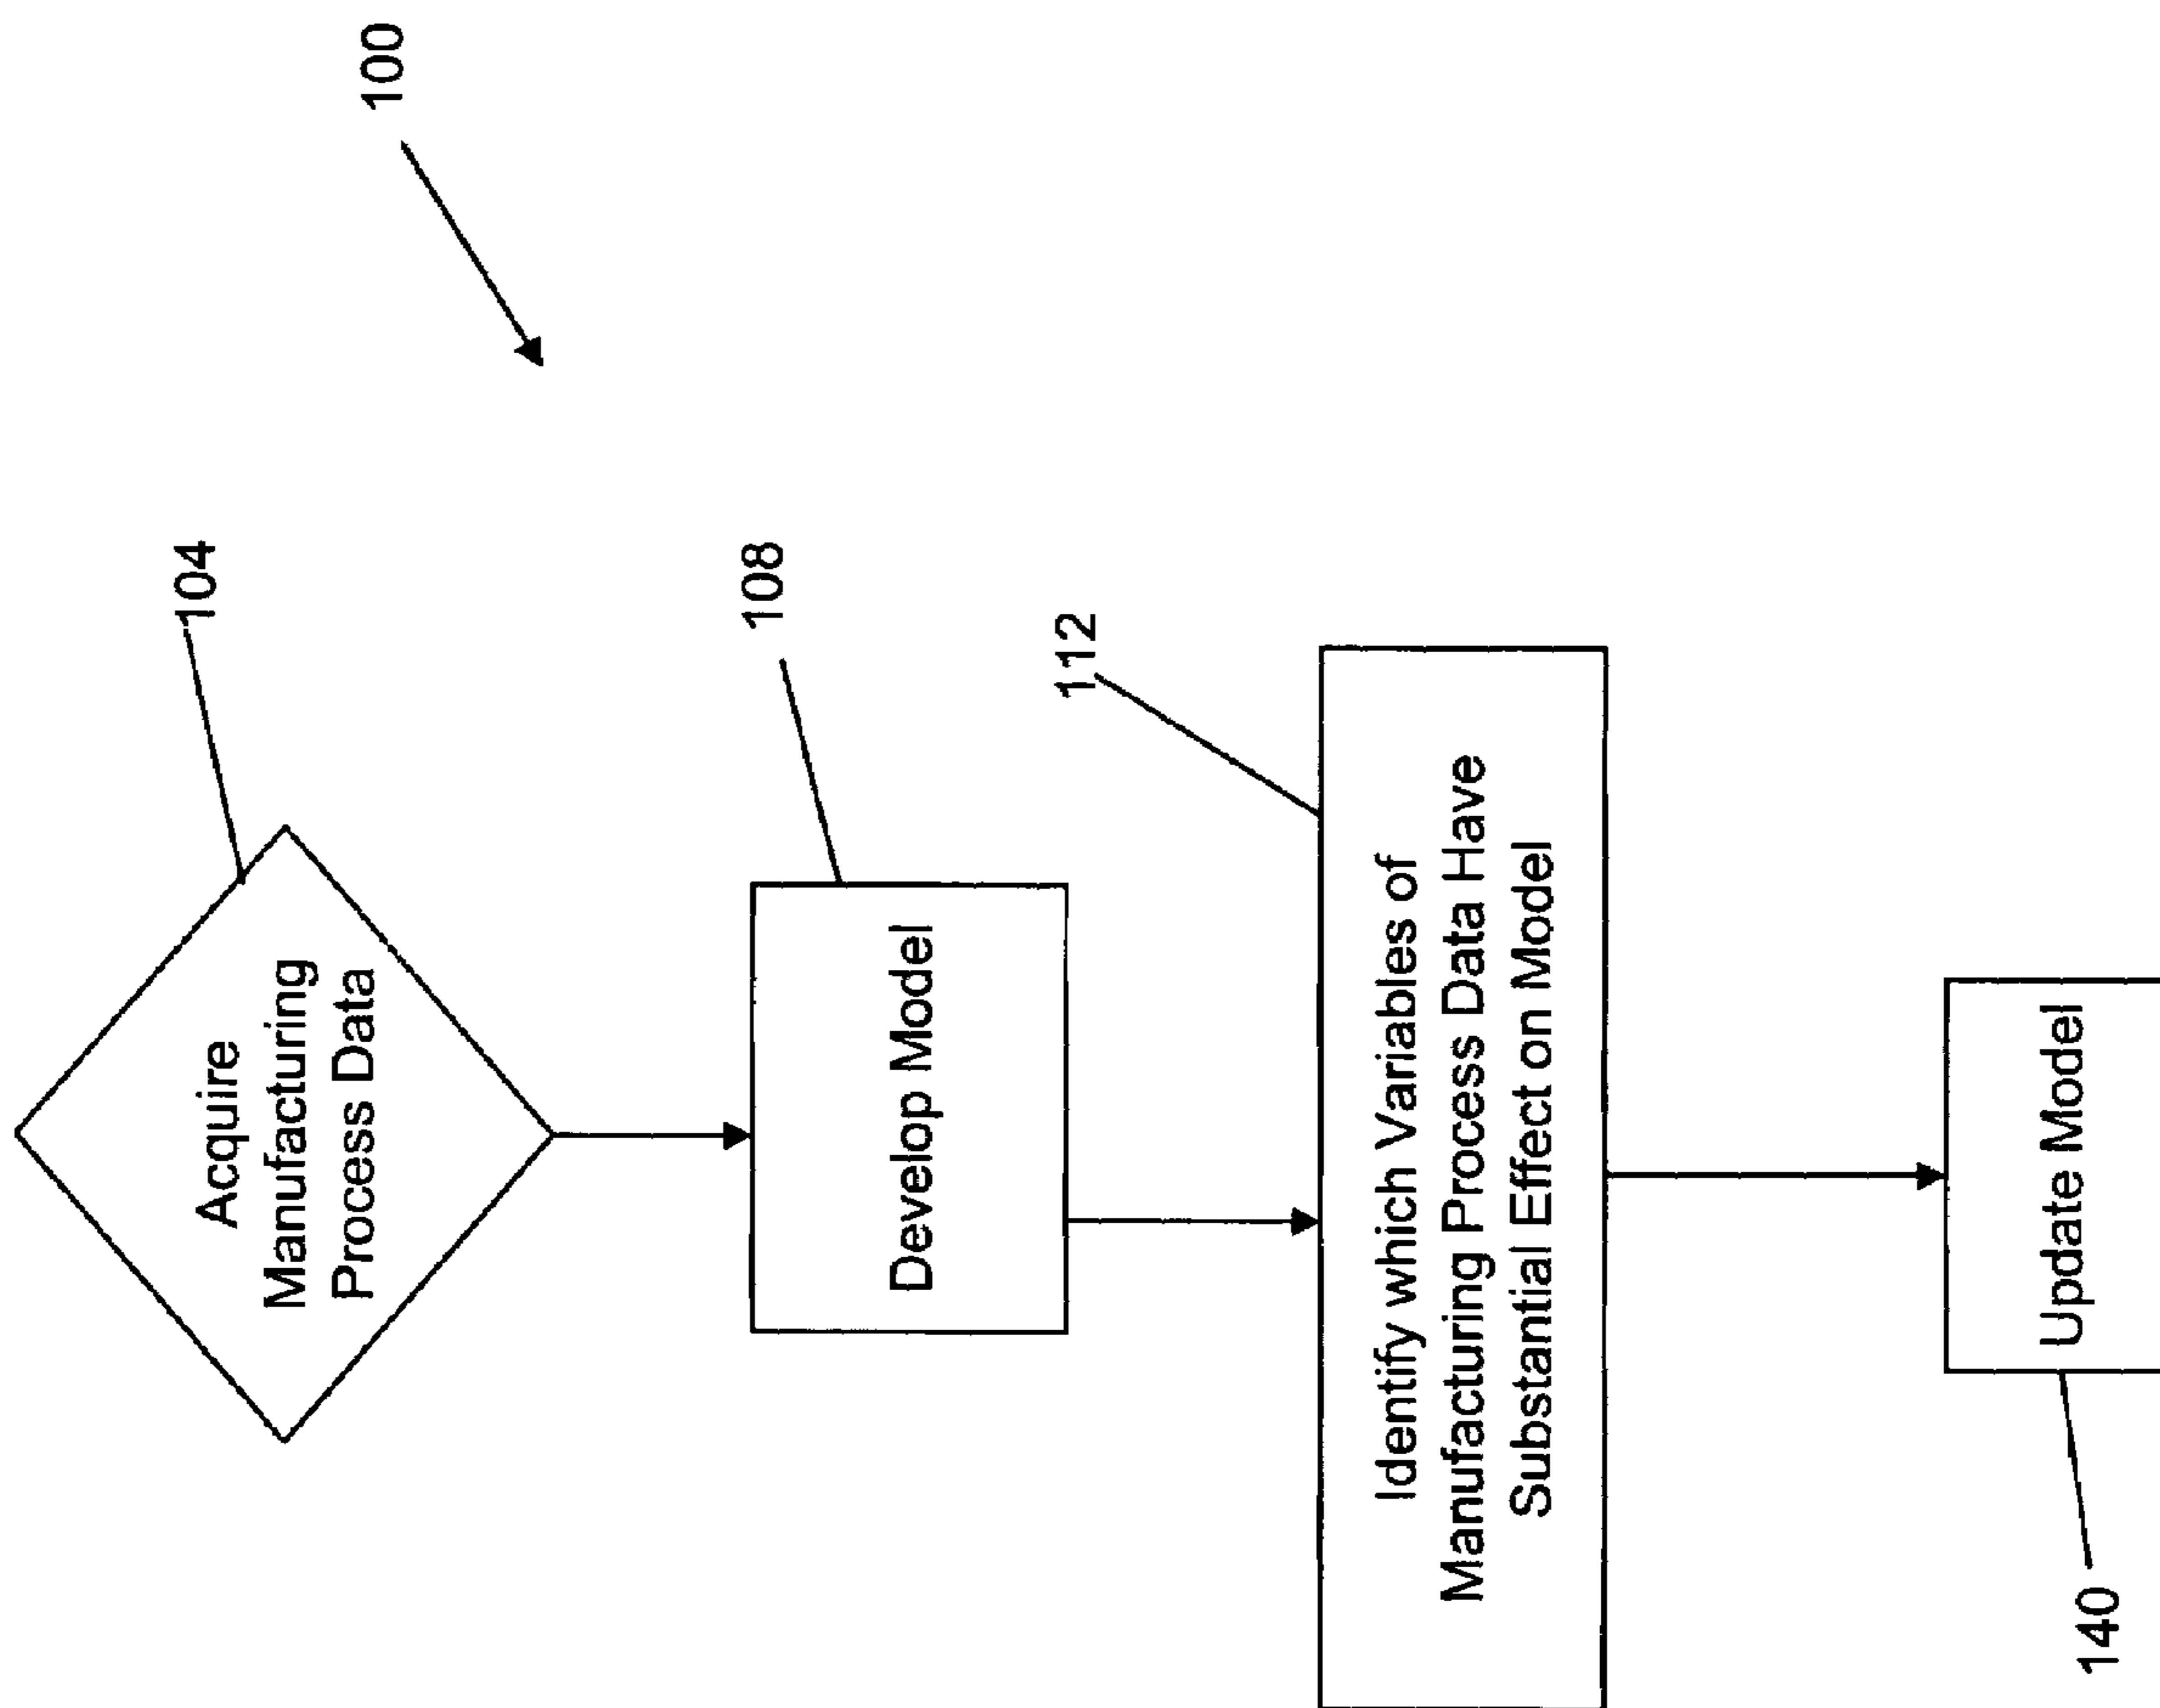 100
104
Acquire
Manufacturing
Process Data
108
Develop Model
112
Identify which Variables of
Manufacturing Process Data Have
Substantial Effect on Model
Update Model
140